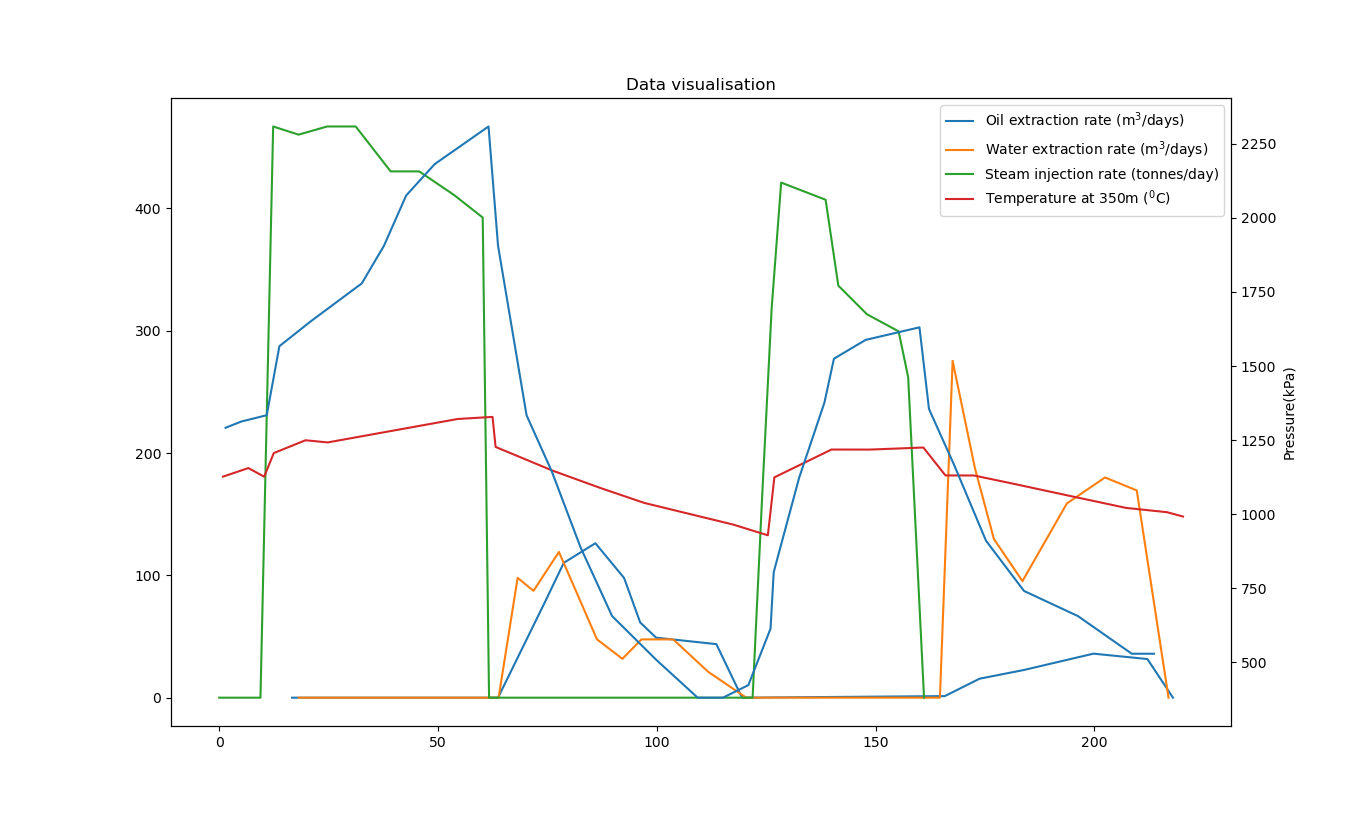 Data visualisation
Oil extraction rate (m³/days)
Water extraction rate (m³/days)
Steam injection rate (tonnes/day)
Temperature at 350m (⁰C)
400
300
200
100
0
2250
2000
1750
1500
1250
1000
750
500
Pressure(kPa)
0 50 100 150 200